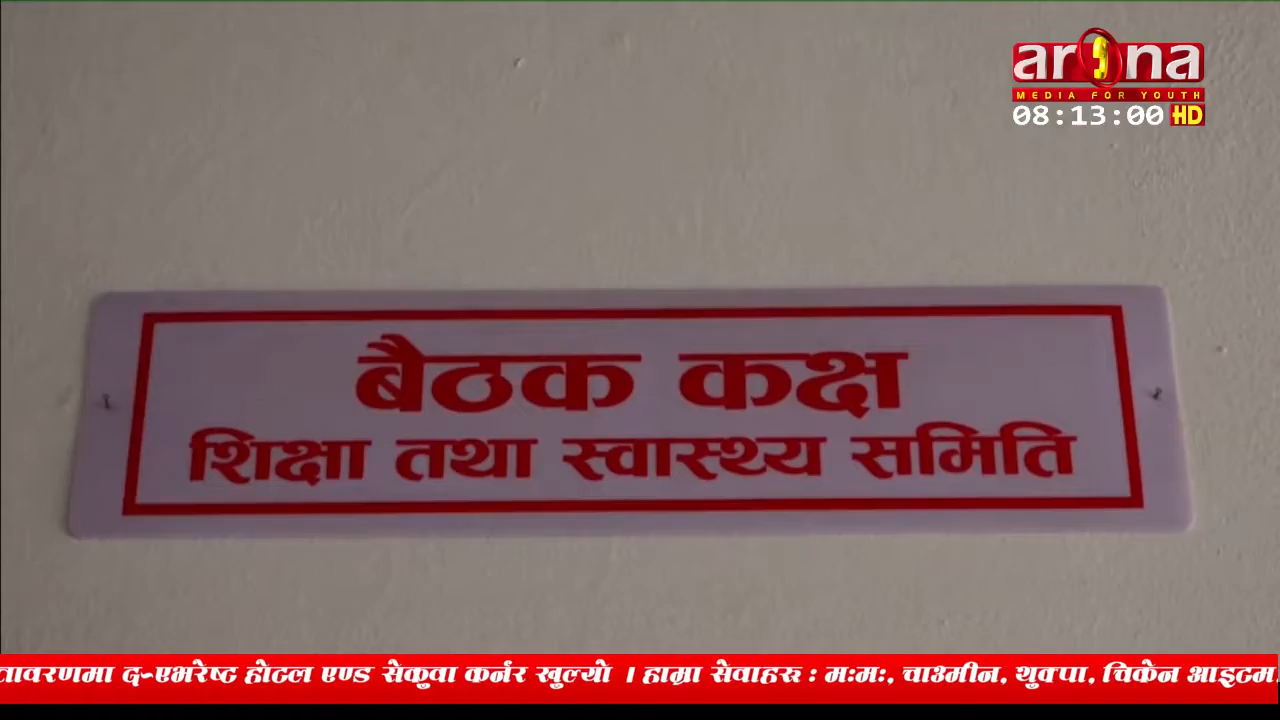 arena
MEDIA FOR YOUTH
08:13:00 HD
बैठक कक्ष
शिक्षा तथा स्वास्थ्य समिति
द-एभरेष्ट होटल एण्ड सेकुवा कर्नर खुल्यो । हाम्रा सेवाहरु : म:म:, चाउमीन, थुक्पा, चिकेन आइटम